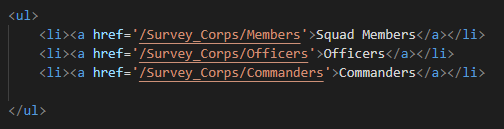 <ul>
<li><a href='/Survey_Corps/Members'>Squad Members</a></li>
<li><a href='/Survey_Corps/Officers'>Officers</a></li>
<li><a href='/Survey_Corps/Commanders'>Commanders</a></li>
</ul>